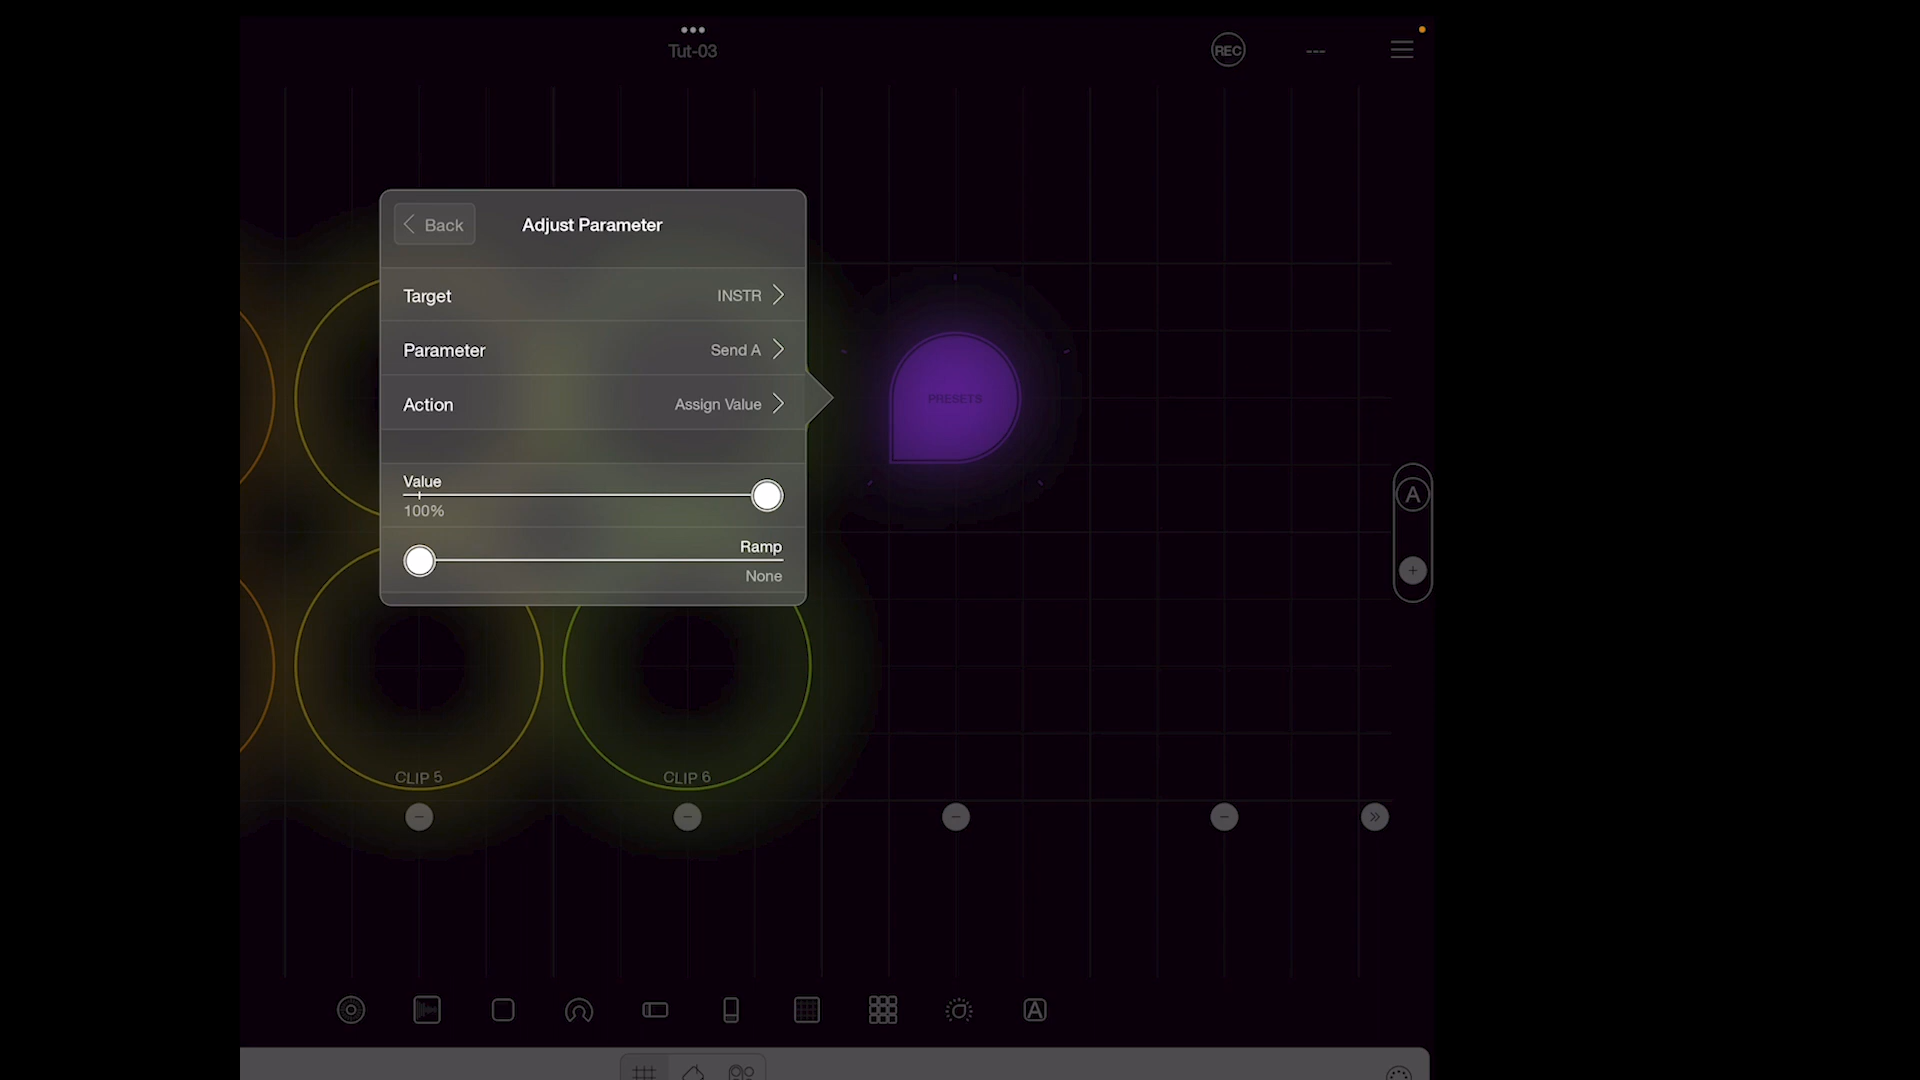 Tut-03
REC
---
Back
Adjust Parameter
Target
INSTR
Parameter
Send A
PRESETS
Action
Assign Value
Value
100%
A
Ramp
None
CLIP 5
CLIP 6
A